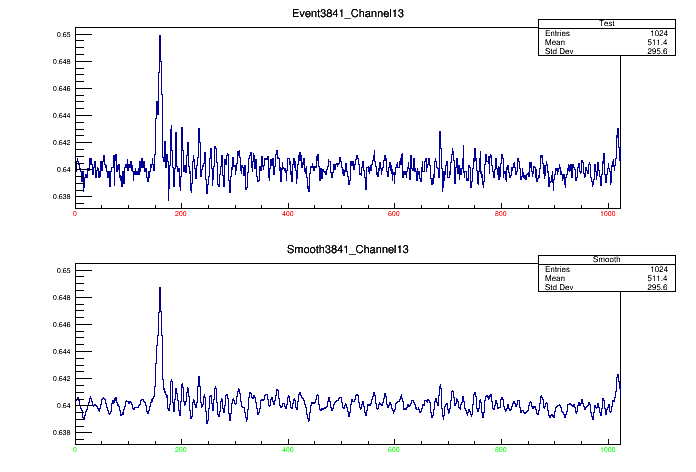 Event3841_Channel13
Test
Entries 1024
Mean 511.4
Std Dev 295.6
0.65
0.648
0.646
0.644
0.642
0.64
0.638
0 200 400 600 800 1000
Smooth3841_Channel13
Smooth
Entries 1024
Mean 511.4
Std Dev 295.6
0.65
0.648
0.646
0.644
0.642
0.64
0.638
0 200 400 600 800 1000